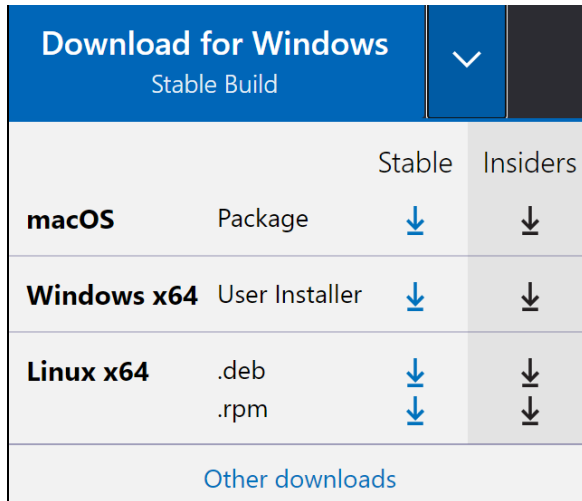 Download for Windows
Stable Build
Stable Insiders
macOS Package
Windows x64 User Installer
Linux x64 .deb
.rpm
Other downloads